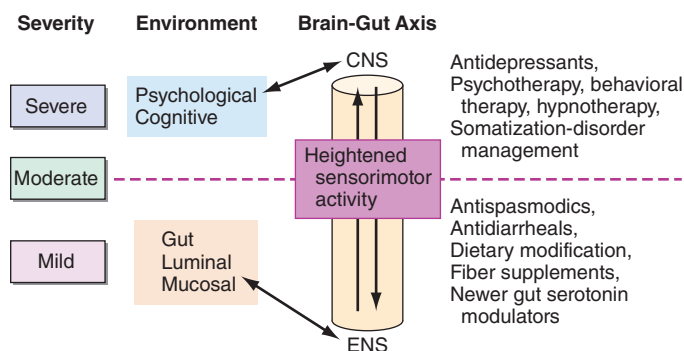 Severity
Environment
Brain-Gut Axis
CNS
Severe
Psychological
Cognitive
Antidepressants,
Psychotherapy, behavioral
therapy, hypnotherapy,
Somatization-disorder
management
Moderate
Heightened
sensorimotor
activity
Mild
Gut
Luminal
Mucosal
Antispasmodics,
Antidiarrheals,
Dietary modification,
Fiber supplements,
Newer gut serotonin
modulators
ENS